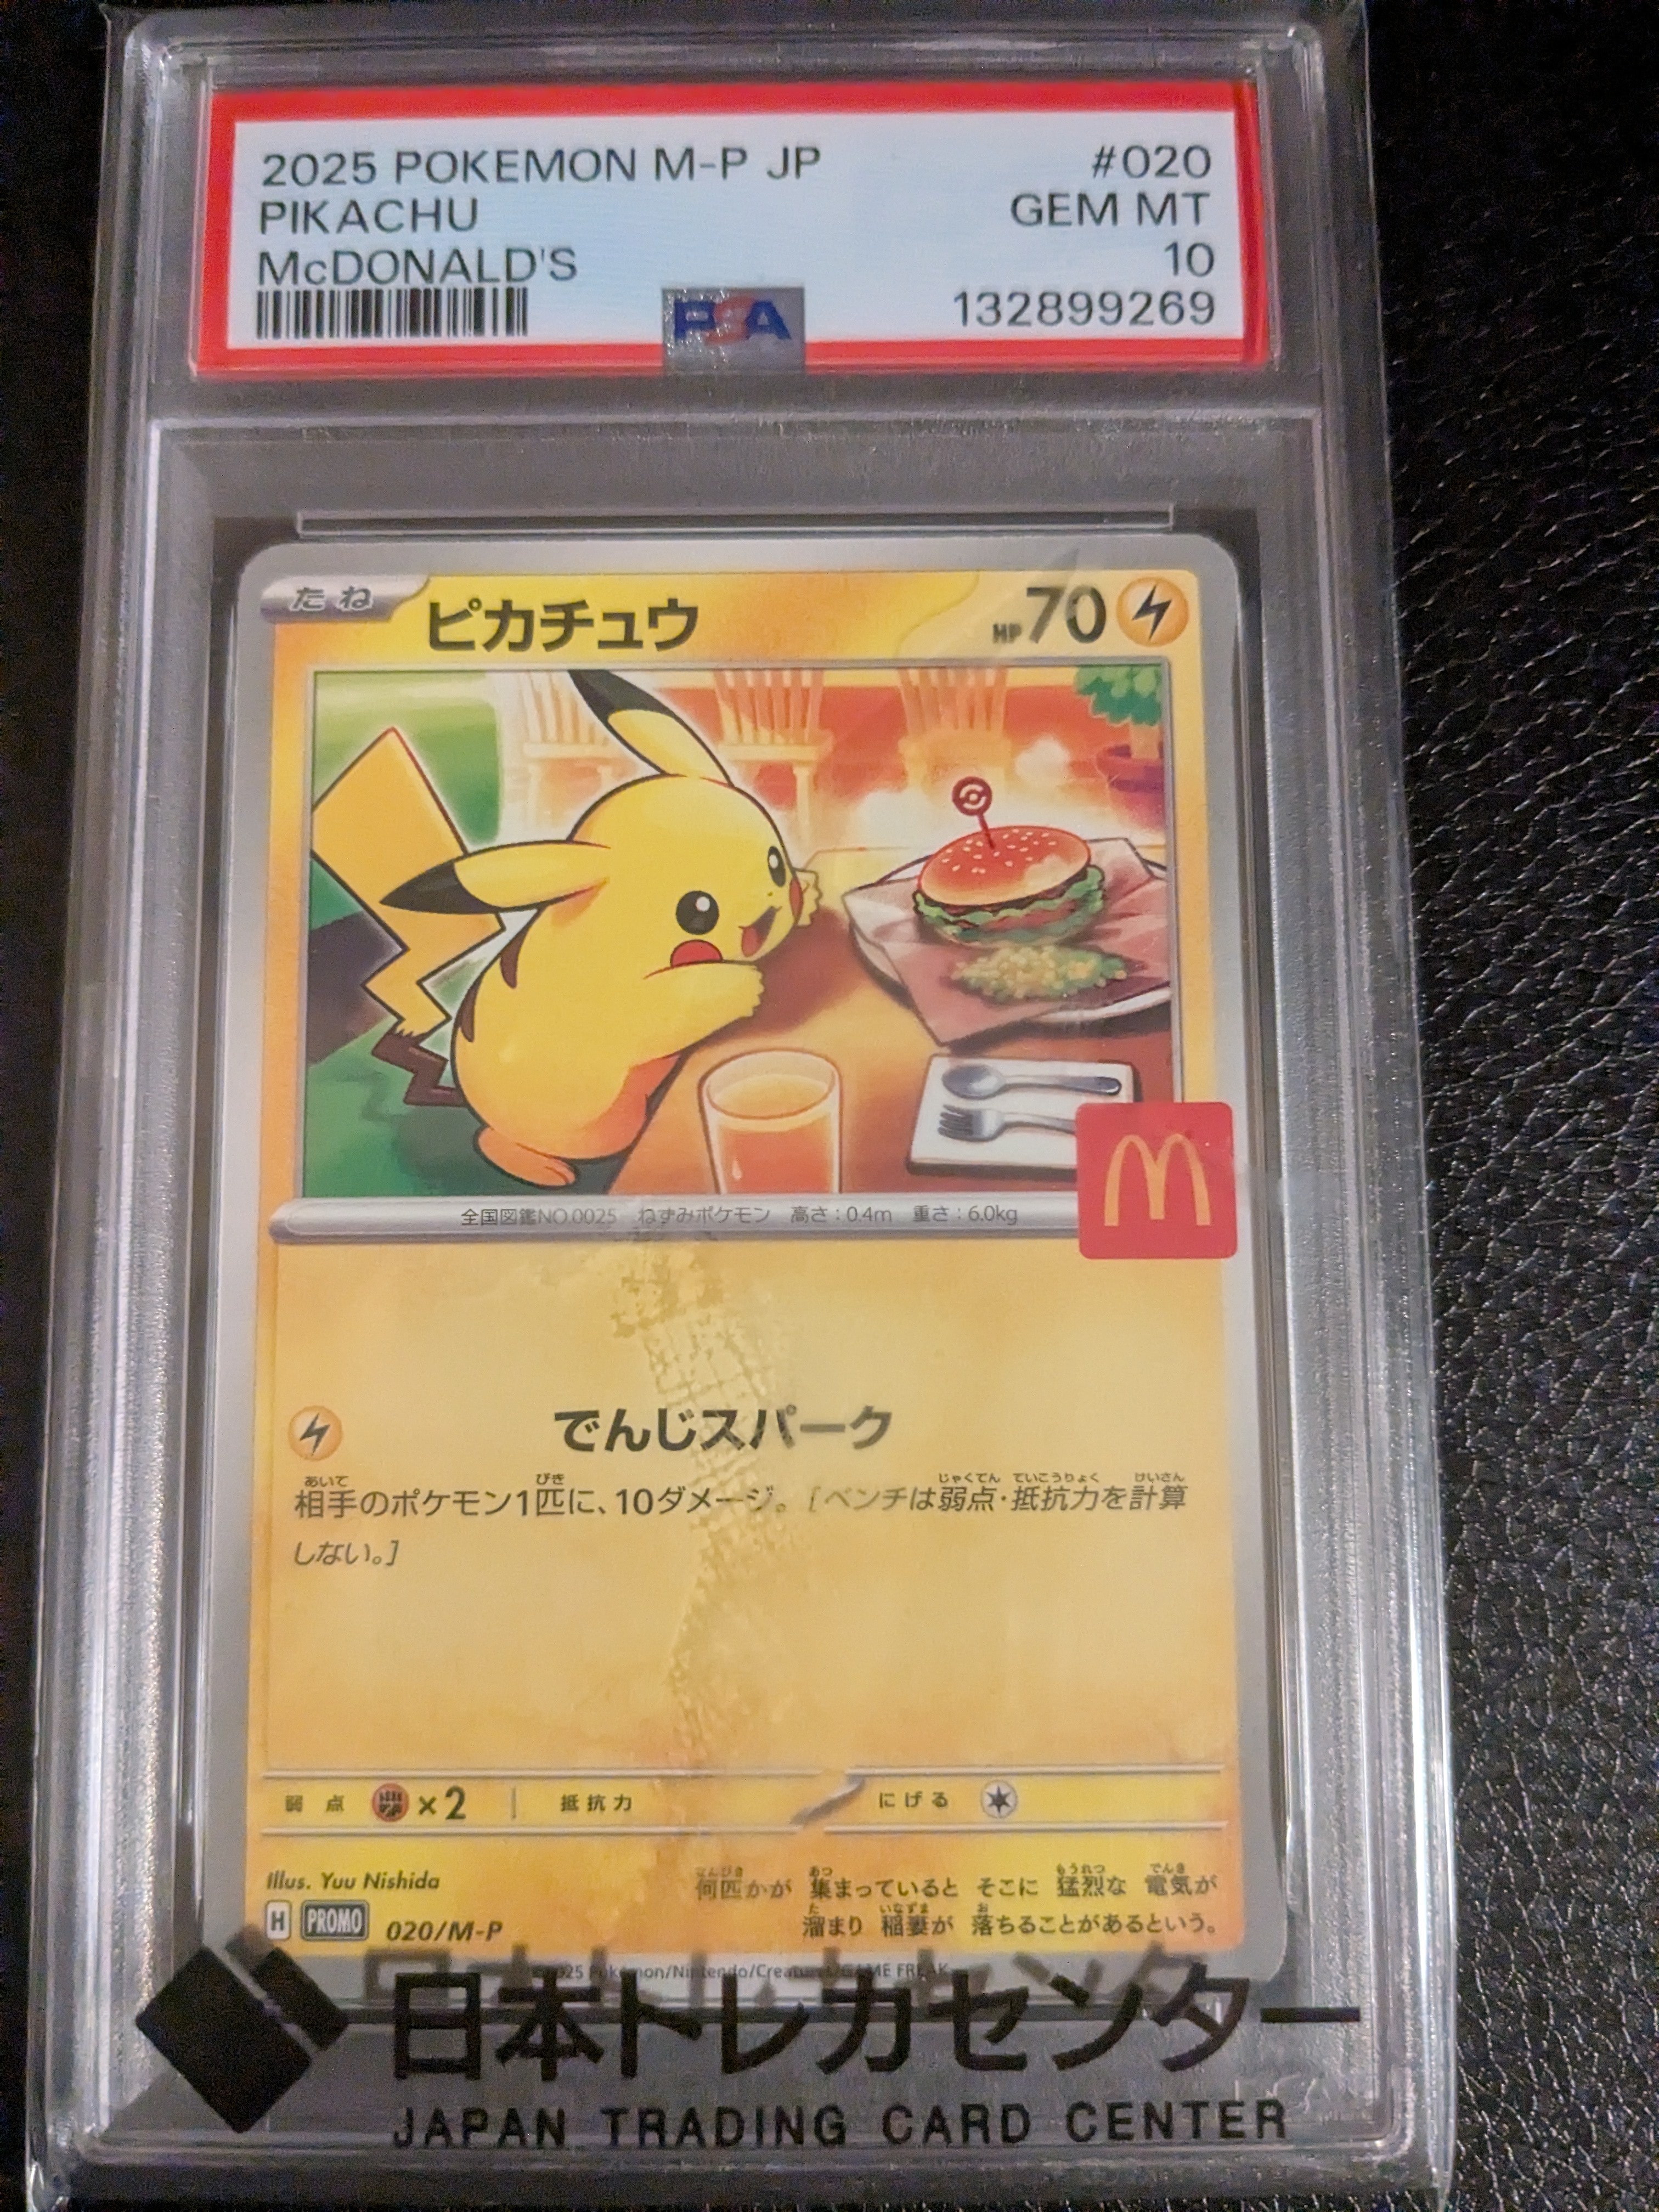 2025 POKEMON M-P JP #020
PIKACHU GEM MT
McDONALD'S 10
PSA 132899269
たね ピカチュウ HP70
全国図鑑NO.0025 ねずみポケモン 高さ:0.4m 重さ:6.0kg
でんじスパーク
相手のポケモン1匹に、10ダメージ。[ベンチは弱点・抵抗力を計算
しない。]
弱点 ×2 抵抗力 にげる
Illus. Yuu Nishida
何匹かが 集まっていると そこに 猛烈な 電気が
溜まり 稲妻が 落ちることがあるという。
H PROMO 020/M-P
Pokémon/Nintendo/Creatures/GAME FREAK
日本トレカセンター
JAPAN TRADING CARD CENTER